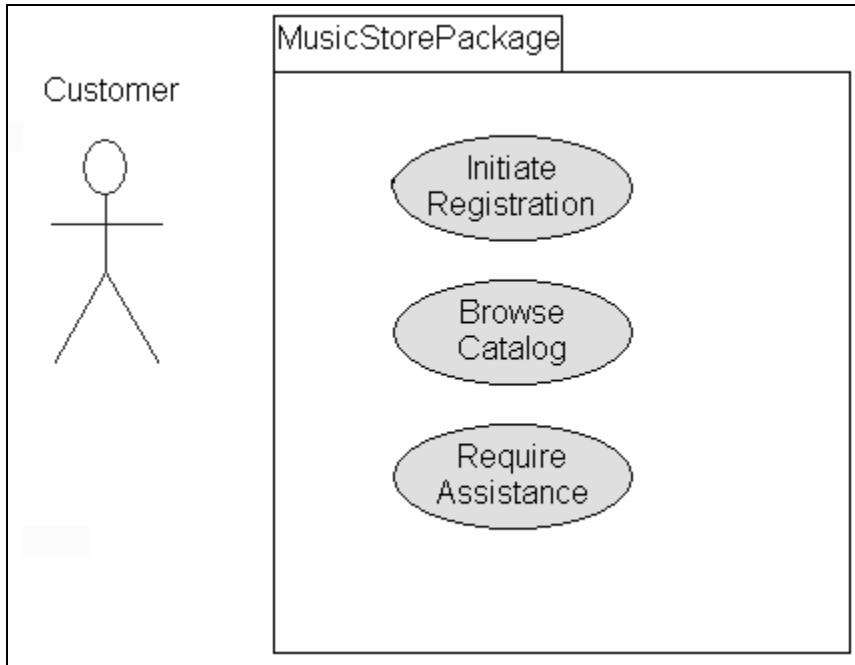 MusicStorePackage
Customer
Initiate
Registration
Browse
Catalog
Require
Assistance